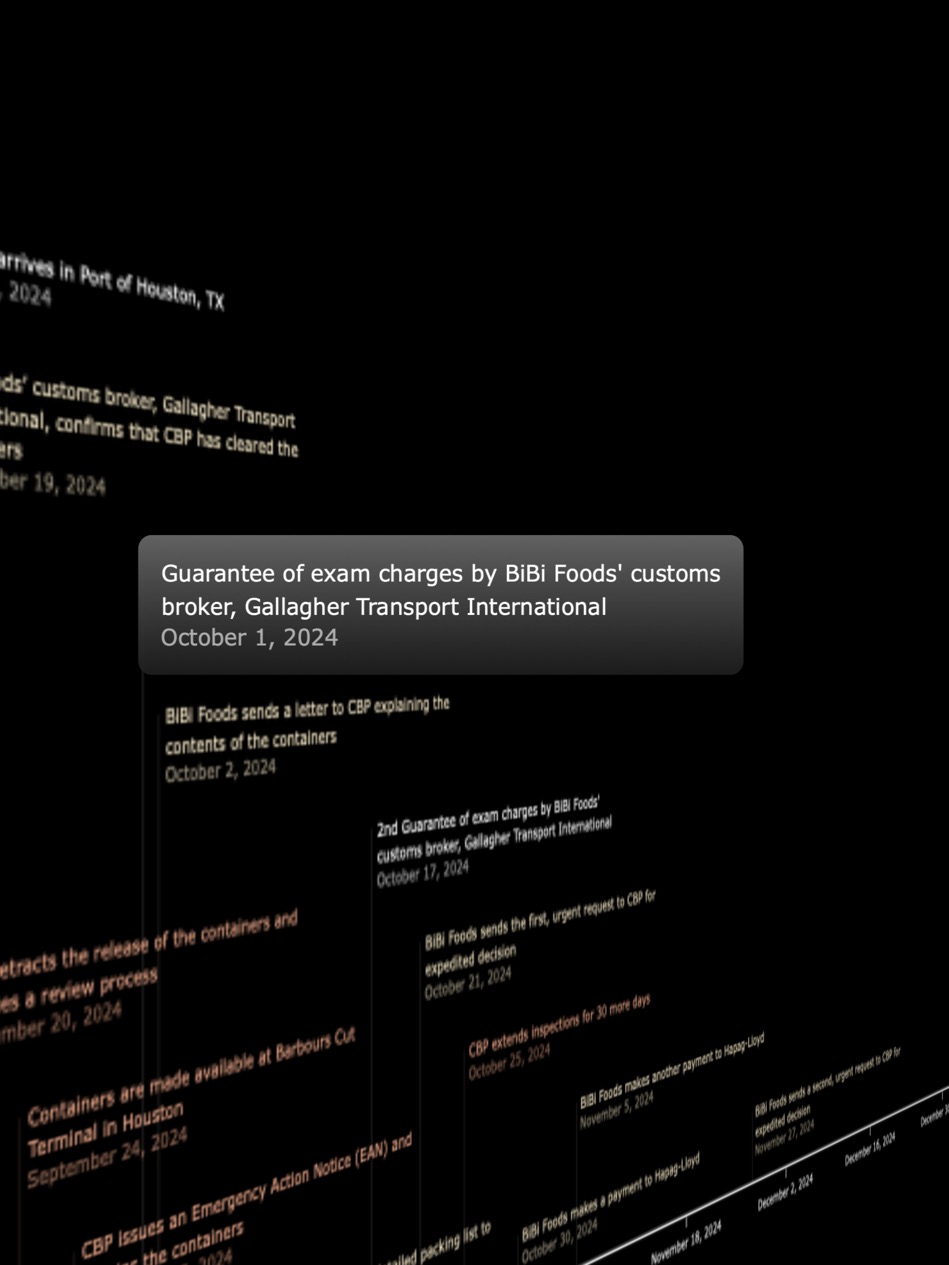 arrives in Port of Houston, TX
, 2024
ds' customs broker, Gallagher Transport
tional, confirms that CBP has cleared the
ers
ber 19, 2024
Guarantee of exam charges by BiBi Foods' customs
broker, Gallagher Transport International
October 1, 2024
BiBi Foods sends a letter to CBP explaining the
contents of the containers
October 2, 2024
2nd Guarantee of exam charges by BiBi Foods'
customs broker, Gallagher Transport International
October 17, 2024
BiBi Foods sends the first, urgent request to CBP for
expedited decision
October 21, 2024
etracts the release of the containers and
es a review process
mber 20, 2024
CBP extends inspections for 30 more days
October 25, 2024
Containers are made available at Barbours Cut
Terminal in Houston
September 24, 2024
BiBi Foods makes another payment to Hapag-Lloyd
November 5, 2024
BiBi Foods sends a second, urgent request to CBP for
expedited decision
November 27, 2024
CBP issues an Emergency Action Notice (EAN) and
the containers
2024
BiBi Foods makes a payment to Hapag-Lloyd
October 30, 2024
tailed packing list to
November 18, 2024
December 2, 2024
December 16, 2024
December